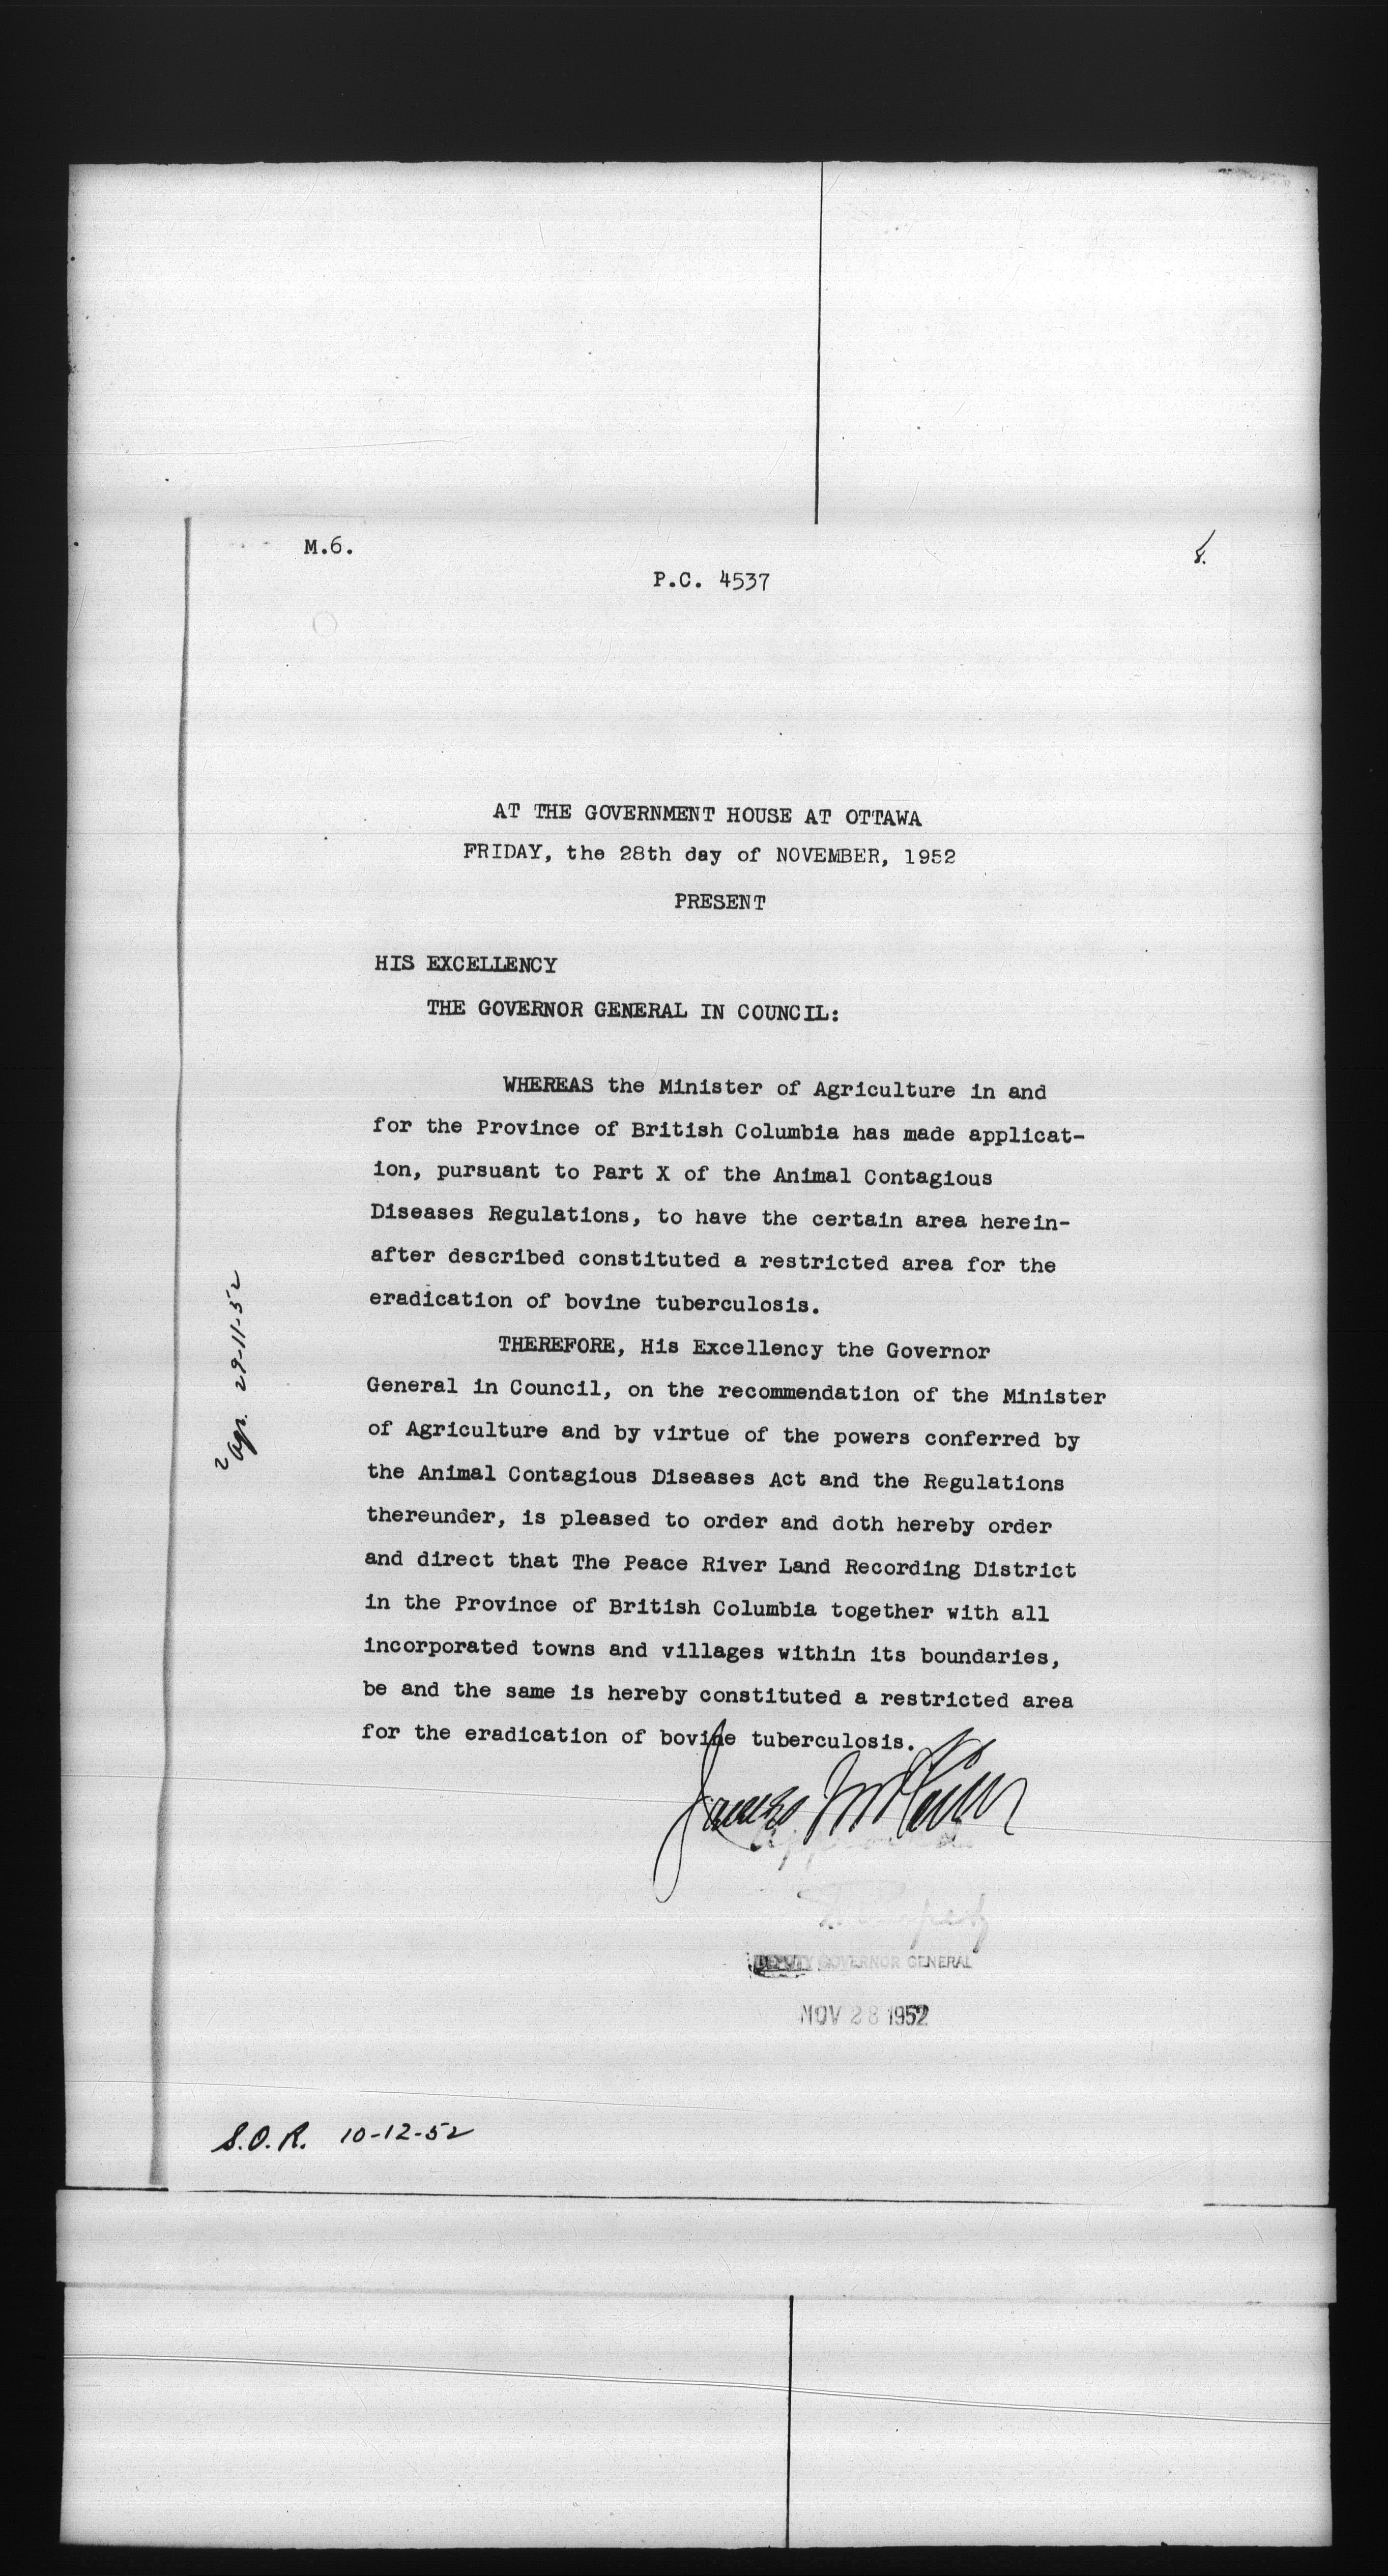 M.6.
8.
P.C. 4537
AT THE GOVERNMENT HOUSE AT OTTAWA
FRIDAY, the 28th day of NOVEMBER, 1952
PRESENT
HIS EXCELLENCY
THE GOVERNOR GENERAL IN COUNCIL:
WHEREAS the Minister of Agriculture in and
for the Province of British Columbia has made applicat-
ion, pursuant to Part X of the Animal Contagious
Diseases Regulations, to have the certain area herein-
after described constituted a restricted area for the
eradication of bovine tuberculosis.
THEREFORE, His Excellency the Governor
General in Council, on the recommendation of the Minister
of Agriculture and by virtue of the powers conferred by
the Animal Contagious Diseases Act and the Regulations
thereunder, is pleased to order and doth hereby order
and direct that The Peace River Land Recording District
in the Province of British Columbia together with all
incorporated towns and villages within its boundaries,
be and the same is hereby constituted a restricted area
for the eradication of bovine tuberculosis.
2 Agr. 29-11-52
James
Approved
DEPUTY GOVERNOR GENERAL
NOV 28 1952
S.O.R. 10-12-52